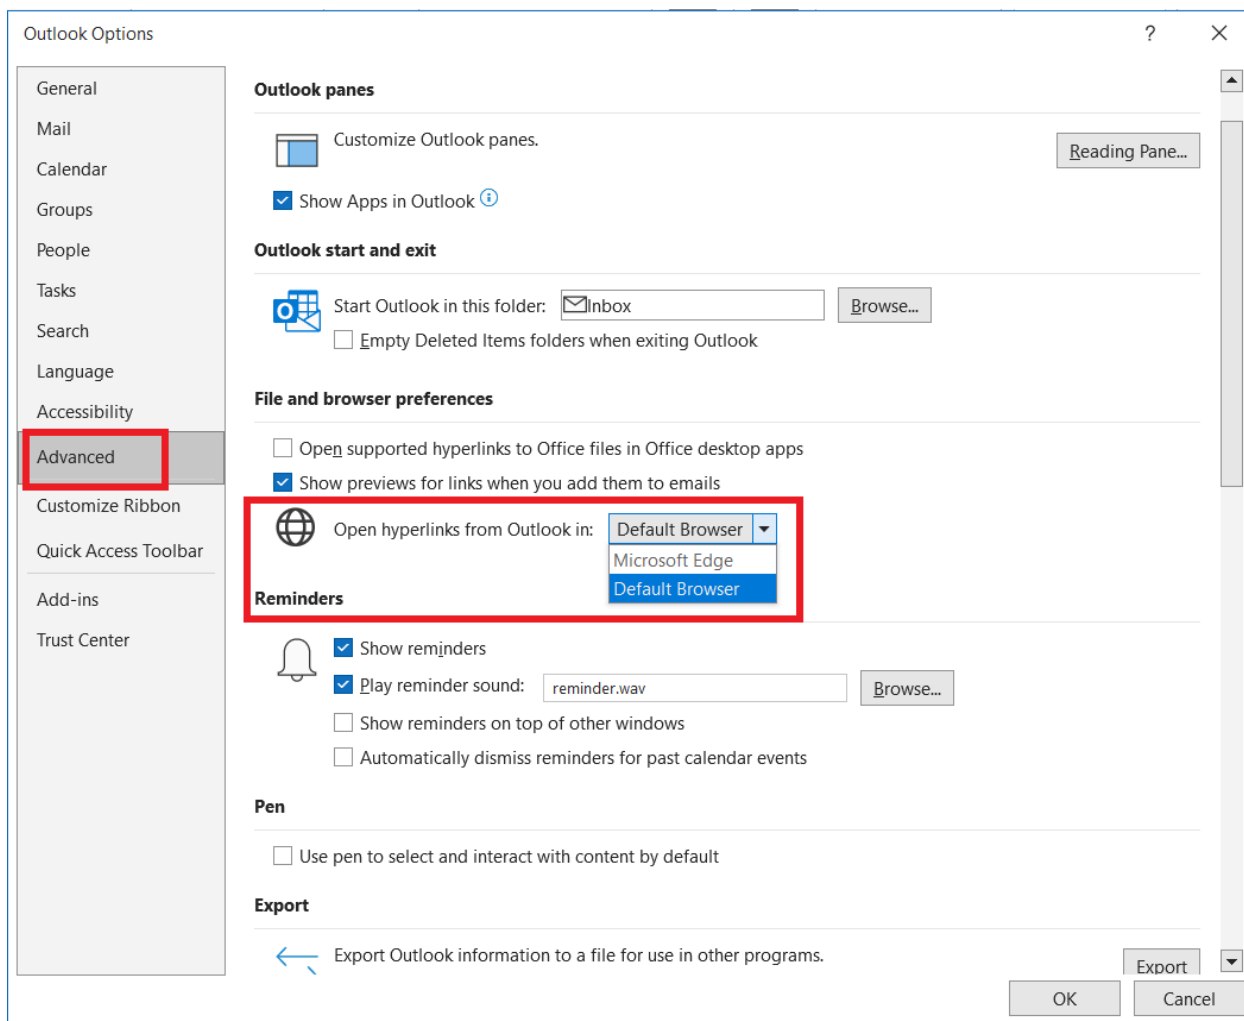 Outlook Options
?
General
Mail
Calendar
Groups
People
Tasks
Search
Language
Accessibility
Advanced
Customize Ribbon
Quick Access Toolbar
Add-ins
Trust Center
Outlook panes
Customize Outlook panes.
Reading Pane...
Show Apps in Outlook
Outlook start and exit
Start Outlook in this folder: Inbox Browse...
Empty Deleted Items folders when exiting Outlook
File and browser preferences
Open supported hyperlinks to Office files in Office desktop apps
Show previews for links when you add them to emails
Open hyperlinks from Outlook in: Default Browser
Microsoft Edge
Default Browser
Reminders
Show reminders
Play reminder sound: reminder.wav Browse...
Show reminders on top of other windows
Automatically dismiss reminders for past calendar events
Pen
Use pen to select and interact with content by default
Export
Export Outlook information to a file for use in other programs.
Export
OK Cancel